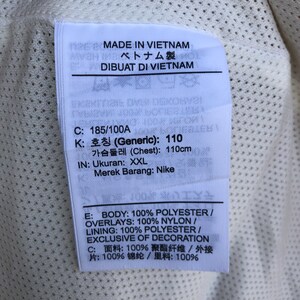 MADE IN VIETNAM
ベトナム製
DIBUAT DI VIETNAM
C: 185/100A
K: 호칭 (Generic): 110
가슴둘레 (Chest): 110cm
IN: Ukuran: XXL
Merek Barang: Nike
E: BODY: 100% POLYESTER/
OVERLAYS: 100% NYLON/
LINING: 100% POLYESTER/
EXCLUSIVE OF DECORATION
C: 面料: 100% 聚酯纤维 / 外接
片: 100% 锦纶 / 里料: 100%